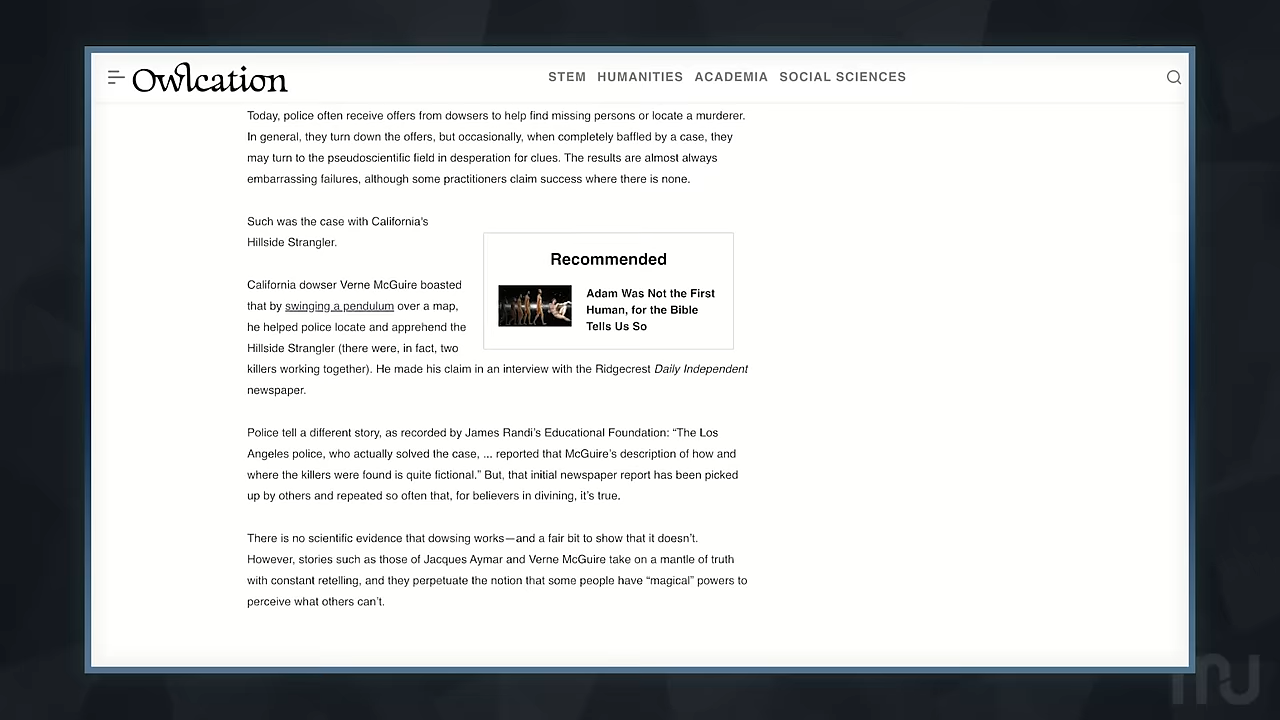 Owlcation
STEM HUMANITIES ACADEMIA SOCIAL SCIENCES
Today, police often receive offers from dowsers to help find missing persons or locate a murderer.
In general, they turn down the offers, but occasionally, when completely baffled by a case, they
may turn to the pseudoscientific field in desperation for clues. The results are almost always
embarrassing failures, although some practitioners claim success where there is none.
Such was the case with California's
Hillside Strangler.
California dowser Verne McGuire boasted
that by swinging a pendulum over a map,
he helped police locate and apprehend the
Hillside Strangler (there were, in fact, two
killers working together). He made his claim in an interview with the Ridgecrest Daily Independent
newspaper.
Recommended
Adam Was Not the First
Human, for the Bible
Tells Us So
Police tell a different story, as recorded by James Randi's Educational Foundation: “The Los
Angeles police, who actually solved the case, ... reported that McGuire's description of how and
where the killers were found is quite fictional.” But, that initial newspaper report has been picked
up by others and repeated so often that, for believers in divining, it's true.
There is no scientific evidence that dowsing works—and a fair bit to show that it doesn't.
However, stories such as those of Jacques Aymar and Verne McGuire take on a mantle of truth
with constant retelling, and they perpetuate the notion that some people have “magical” powers to
perceive what others can't.